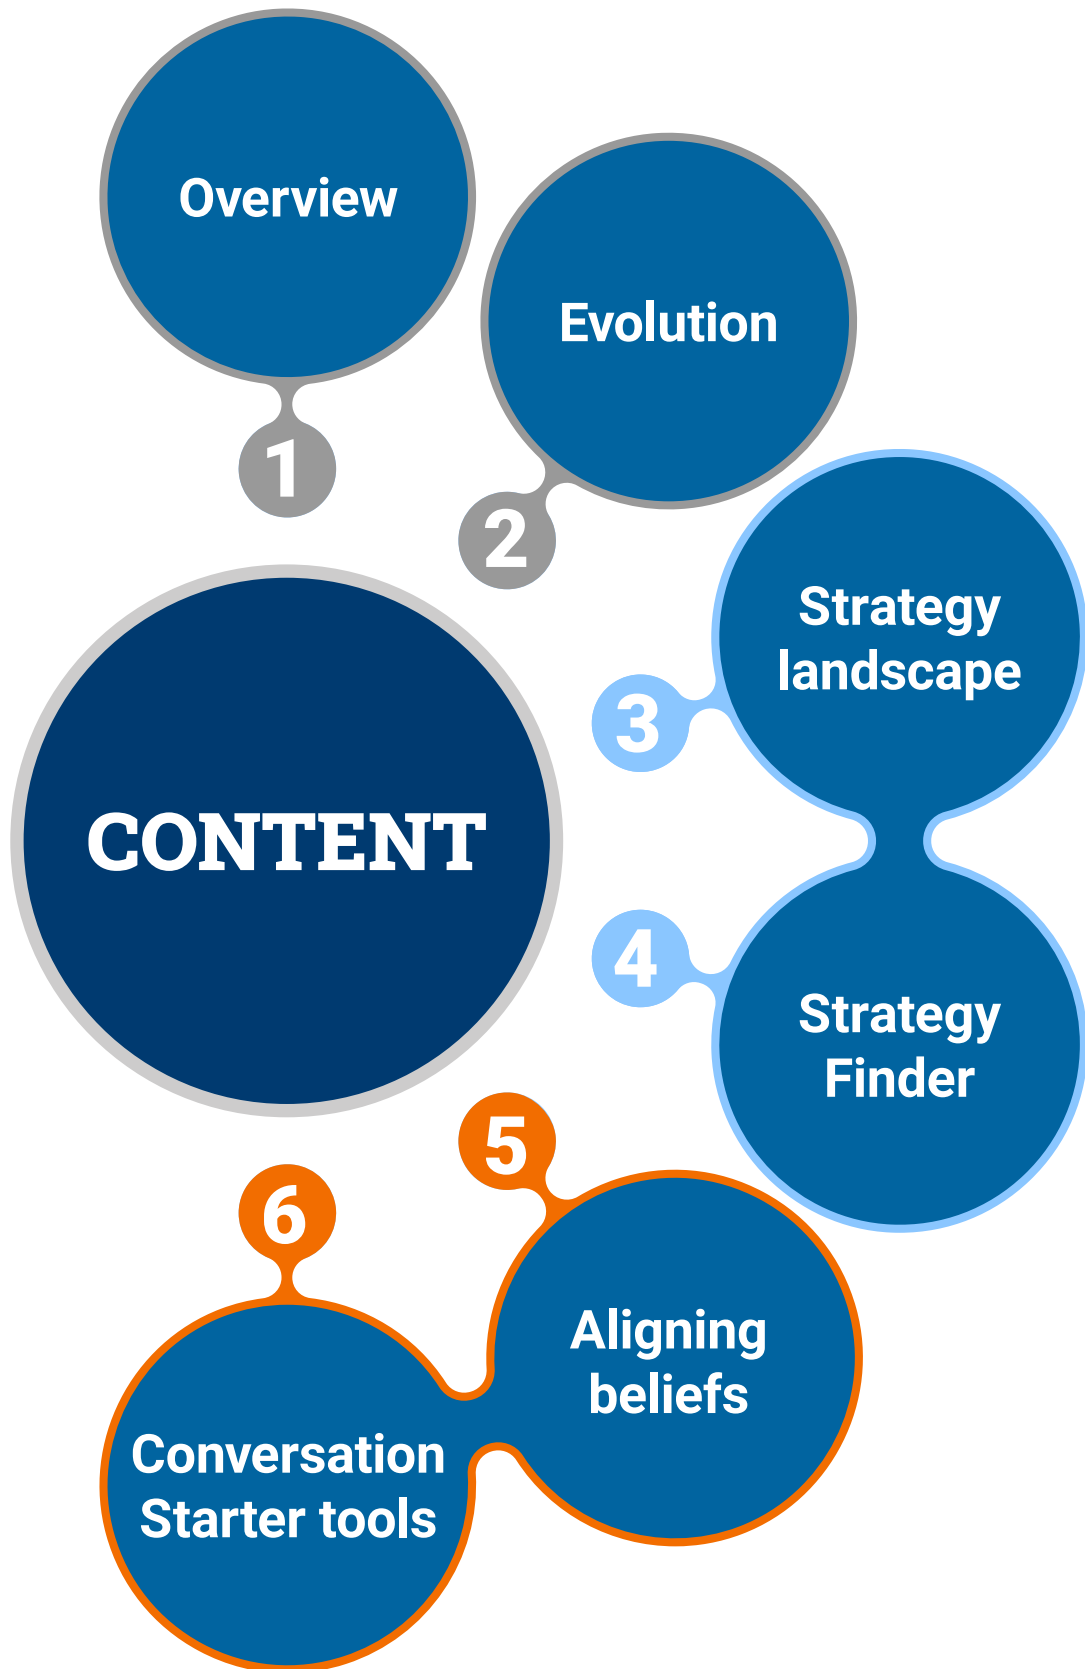 Overview
1
Evolution
2
Strategy
landscape
3
CONTENT
4
Strategy
Finder
5
Aligning
beliefs
6
Conversation
Starter tools